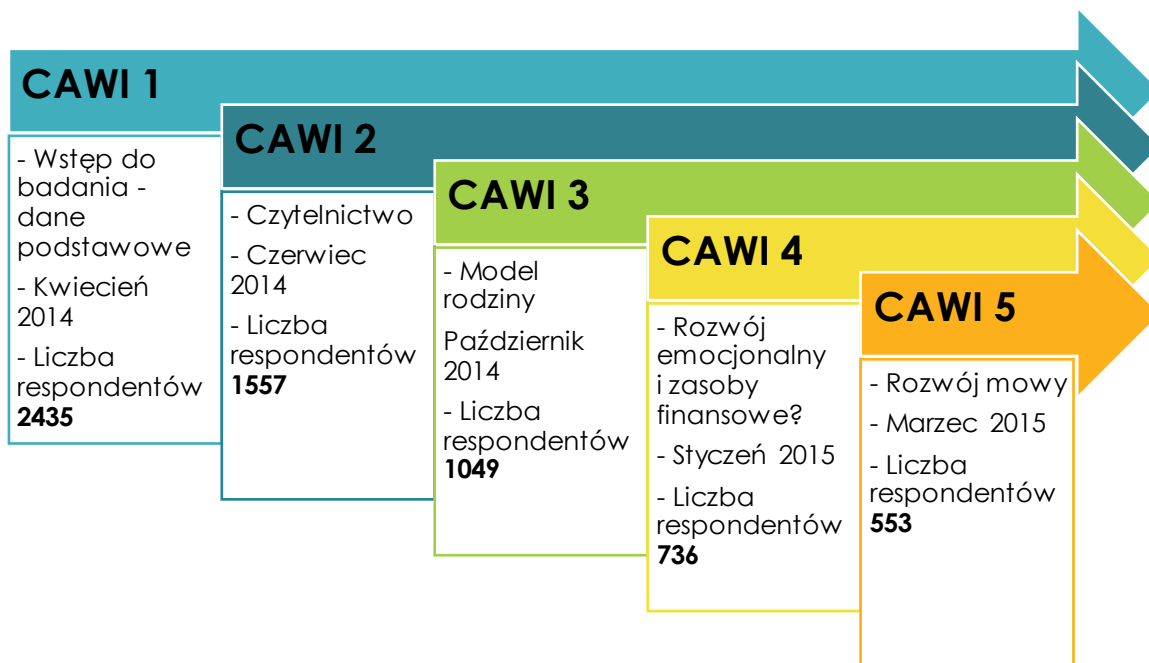 CAWI 1
- Wstęp do
badania -
dane
podstawowe
- Kwiecień
2014
- Liczba
respondentów
2435
CAWI 2
- Czytelnictwo
- Czerwiec
2014
- Liczba
respondentów
1557
CAWI 3
- Model
rodziny
Październik
2014
- Liczba
respondentów
1049
CAWI 4
- Rozwój
emocjonalny
i zasoby
finansowe?
- Styczeń 2015
- Liczba
respondentów
736
CAWI 5
- Rozwój mowy
- Marzec 2015
- Liczba
respondentów
553